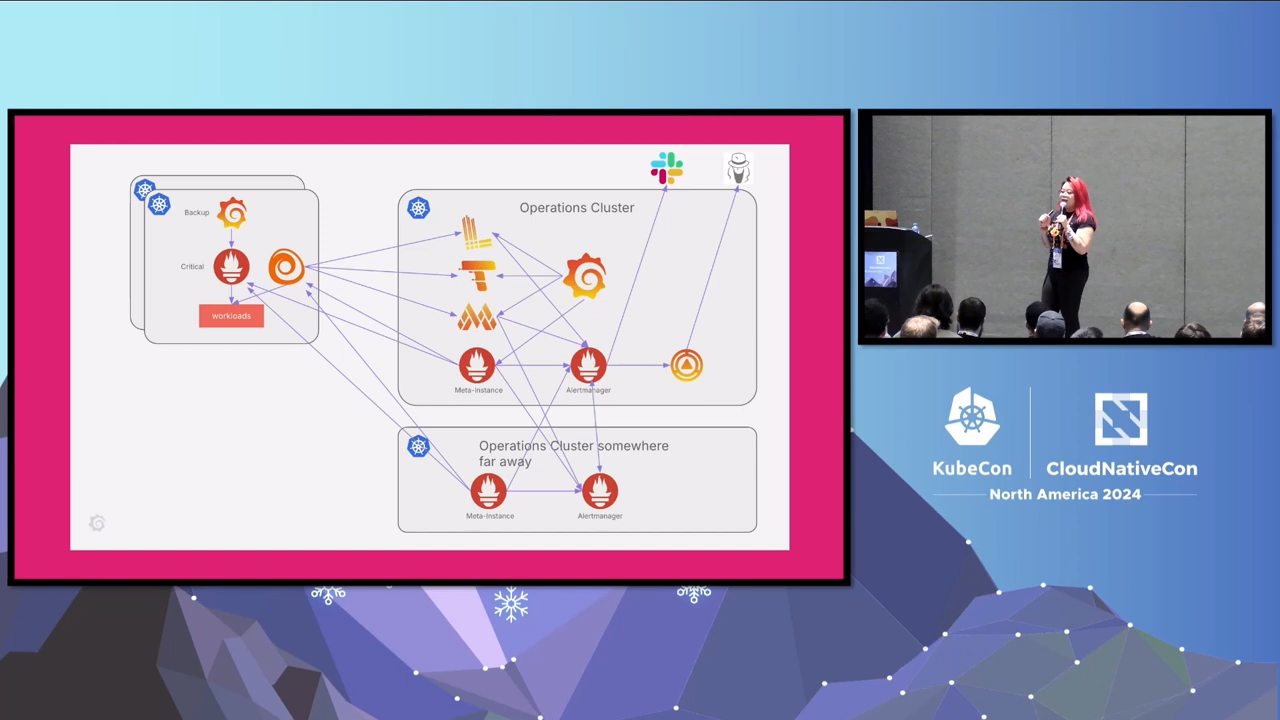 Backup
Critical
workloads
Operations Cluster
Meta-Instance
Alertmanager
Operations Cluster somewhere
far away
Meta-Instance
Alertmanager
KubeCon
CloudNativeCon
North America 2024